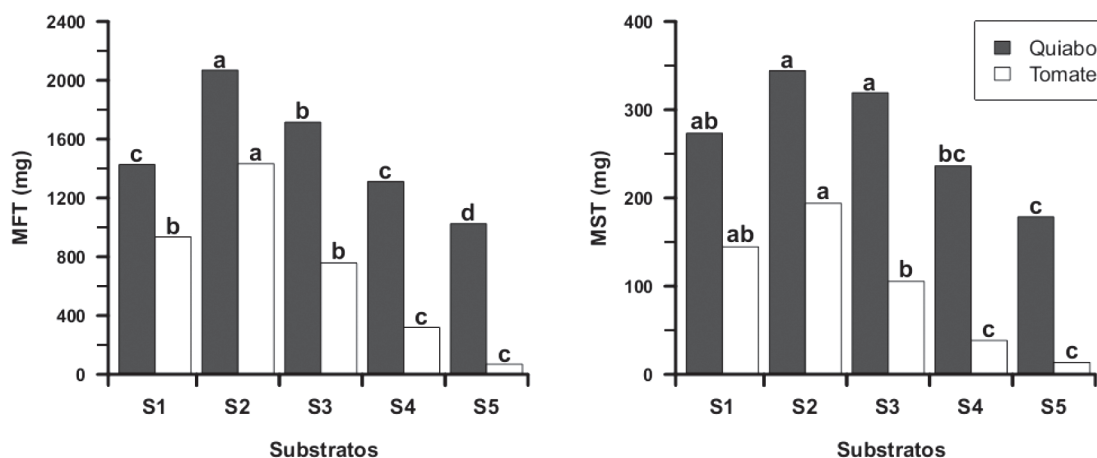 MFT (mg)
2400
2000
1600
1200
800
400
0
c
b
a
a
b
b
c
c
d
c
S1 S2 S3 S4 S5
Substratos
MST (mg)
400
300
200
100
0
ab
ab
a
a
a
b
bc
c
c
c
S1 S2 S3 S4 S5
Substratos
Quiabo
Tomate